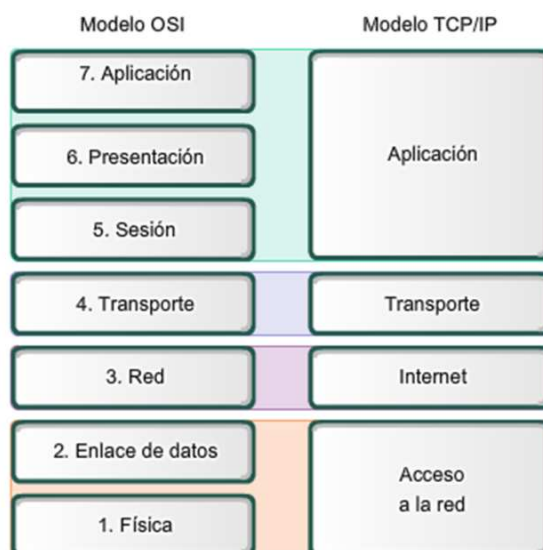 Modelo OSI
Modelo TCP/IP
7. Aplicación
6. Presentación
5. Sesión
Aplicación
4. Transporte
Transporte
3. Red
Internet
2. Enlace de datos
1. Física
Acceso
a la red